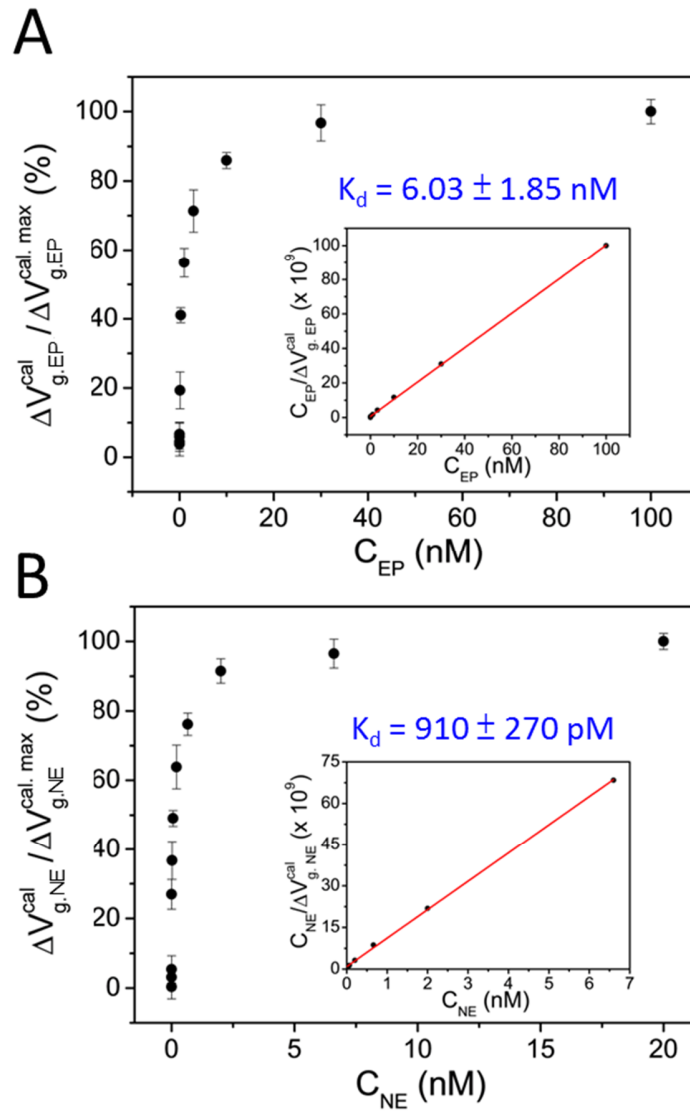 A
ΔV^cal_g.EP / ΔV^cal. max_g.EP (%)
100
80
60
40
20
0
K_d = 6.03 ± 1.85 nM
C_EP/ΔV^cal_g. EP (x 10^9)
100
80
60
40
20
0
0 20 40 60 80 100
C_EP (nM)
0 20 40 60 80 100
C_EP (nM)
B
ΔV^cal_g.NE / ΔV^cal. max_g.NE (%)
100
80
60
40
20
0
K_d = 910 ± 270 pM
C_NE/ΔV^cal_g. NE (x 10^9)
75
60
45
30
15
0
0 1 2 3 4 5 6 7
C_NE (nM)
0 5 10 15 20
C_NE (nM)